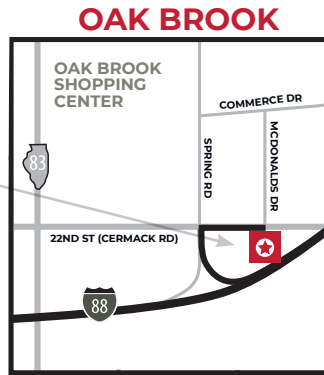 OAK BROOK
OAK BROOK
SHOPPING
CENTER
COMMERCE DR
SPRING RD
MCDONALDS DR
83
22ND ST (CERMACK RD)
88